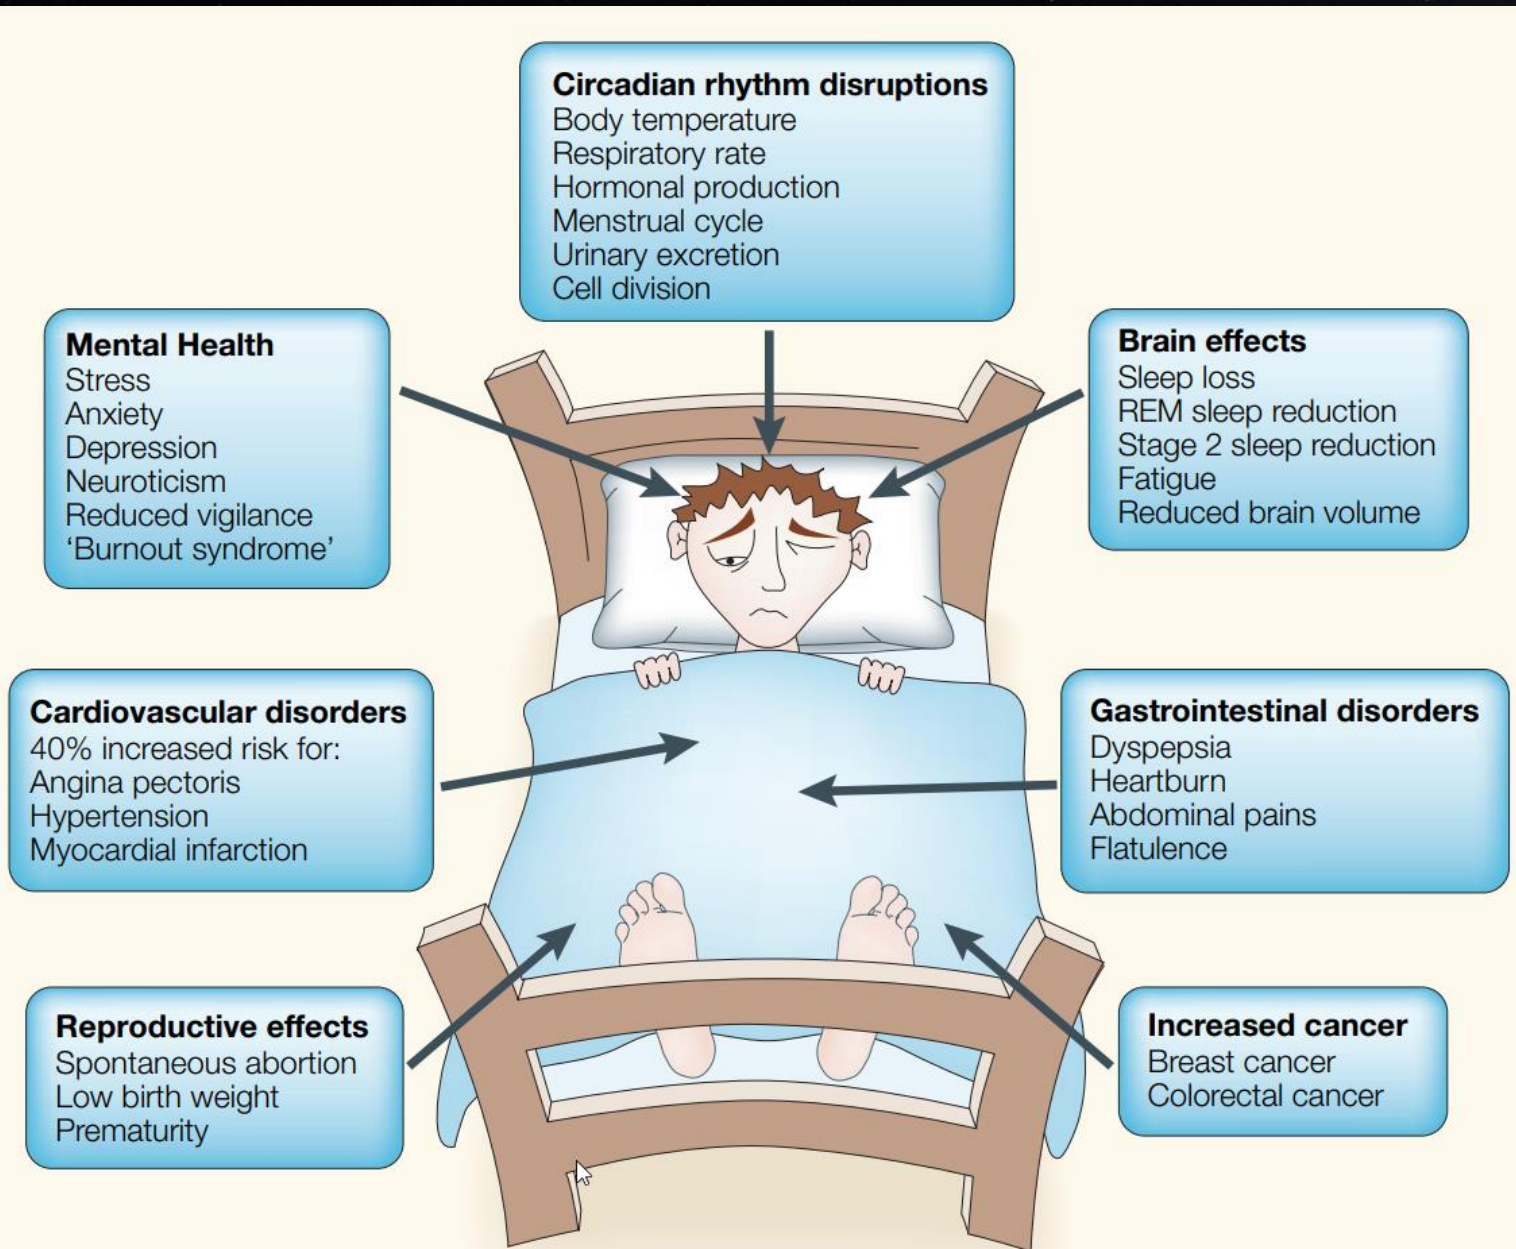 Circadian rhythm disruptions
Body temperature
Respiratory rate
Hormonal production
Menstrual cycle
Urinary excretion
Cell division
Mental Health
Stress
Anxiety
Depression
Neuroticism
Reduced vigilance
‘Burnout syndrome’
Brain effects
Sleep loss
REM sleep reduction
Stage 2 sleep reduction
Fatigue
Reduced brain volume
Cardiovascular disorders
40% increased risk for:
Angina pectoris
Hypertension
Myocardial infarction
Gastrointestinal disorders
Dyspepsia
Heartburn
Abdominal pains
Flatulence
Reproductive effects
Spontaneous abortion
Low birth weight
Prematurity
Increased cancer
Breast cancer
Colorectal cancer